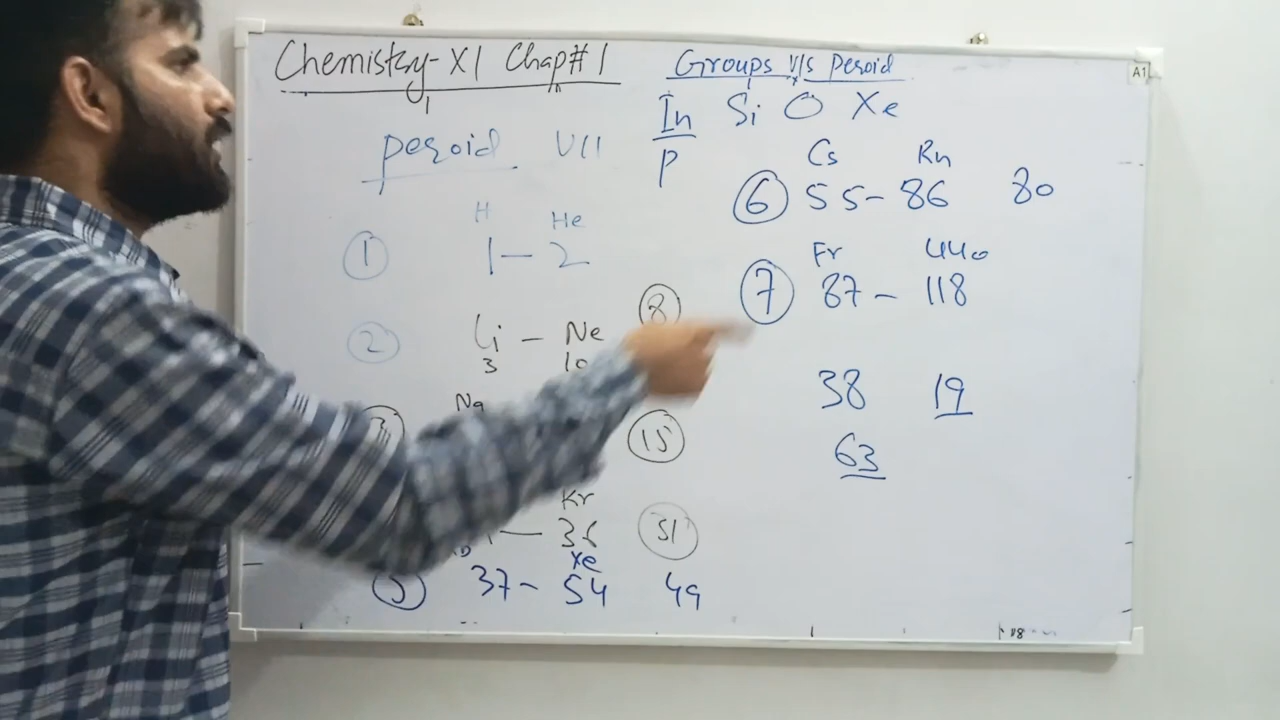 Chemistry-XI Chap#1
Groups V/s Peroid
A1
In Si O Xe
P
peroid VII
Cs Rn
6 55-86 80
H He
1 1-2
Fr
7 87-118
8
2 Li - Ne
3 10
Na
38 19
15
63
Kr
- 36
Xe
5 37-54 49